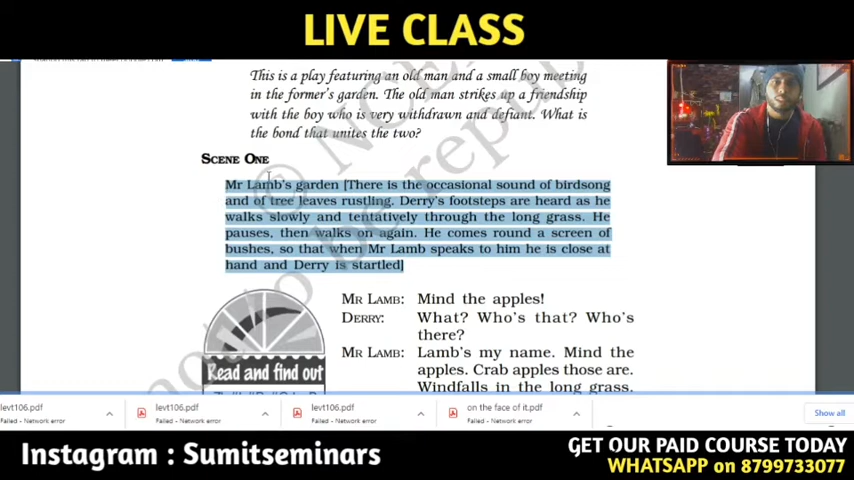 LIVE CLASS
This is a play featuring an old man and a small boy meeting
in the former's garden. The old man strikes up a friendship
with the boy who is very withdrawn and defiant. What is
the bond that unites the two?
SCENE ONE
Mr Lamb's garden [There is the occasional sound of birdsong
and of tree leaves rustling. Derry's footsteps are heard as he
walks slowly and tentatively through the long grass. He
pauses, then walks on again. He comes round a screen of
bushes, so that when Mr Lamb speaks to him he is close at
hand and Derry is startled]
MR LAMB: Mind the apples!
DERRY: What? Who's that? Who's
there?
MR LAMB: Lamb's my name. Mind the
apples. Crab apples those are.
Windfalls in the long grass.
Read and find out
© NCE
not to be repub
levt106.pdf
Failed - Network error
levt106.pdf
Failed - Network error
levt106.pdf
Failed - Network error
on the face of it.pdf
Failed - Network error
Show all
Instagram : Sumitseminars
GET OUR PAID COURSE TODAY
WHATSAPP on 8799733077